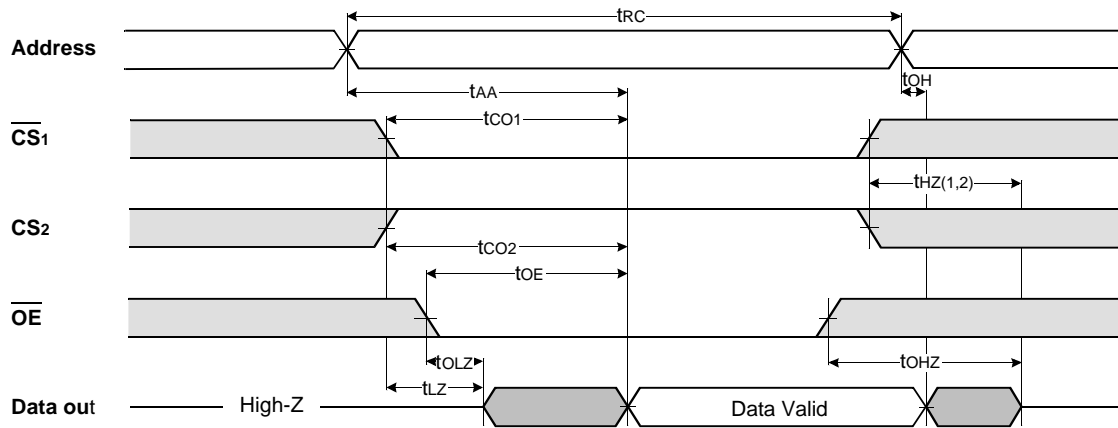 tRC
Address
tOH
tAA
tCO1
CS1
tHZ(1,2)
CS2
tCO2
tOE
OE
tOLZ
tOHZ
tLZ
Data out High-Z Data Valid